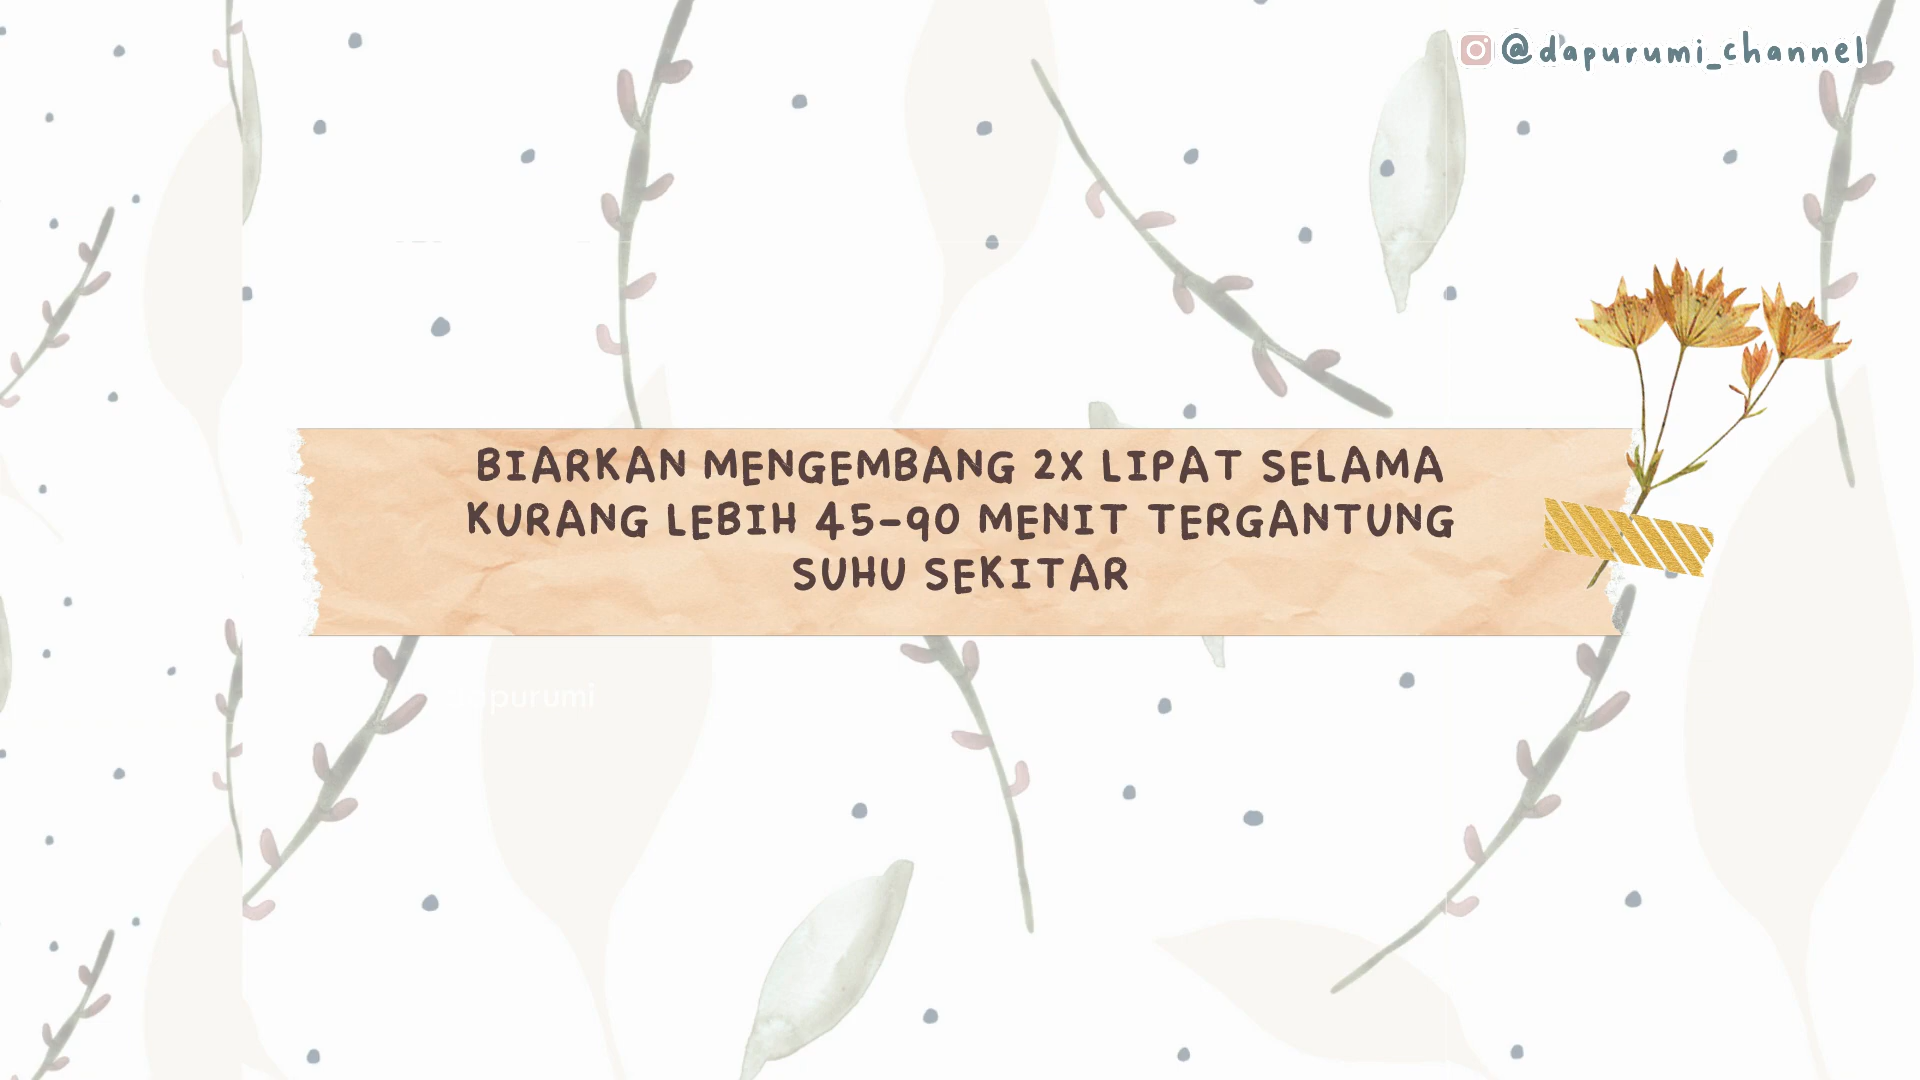 @dapurumi_channel
BIARKAN MENGEMBANG 2X LIPAT SELAMA
KURANG LEBIH 45-90 MENIT TERGANTUNG
SUHU SEKITAR
dapurumi